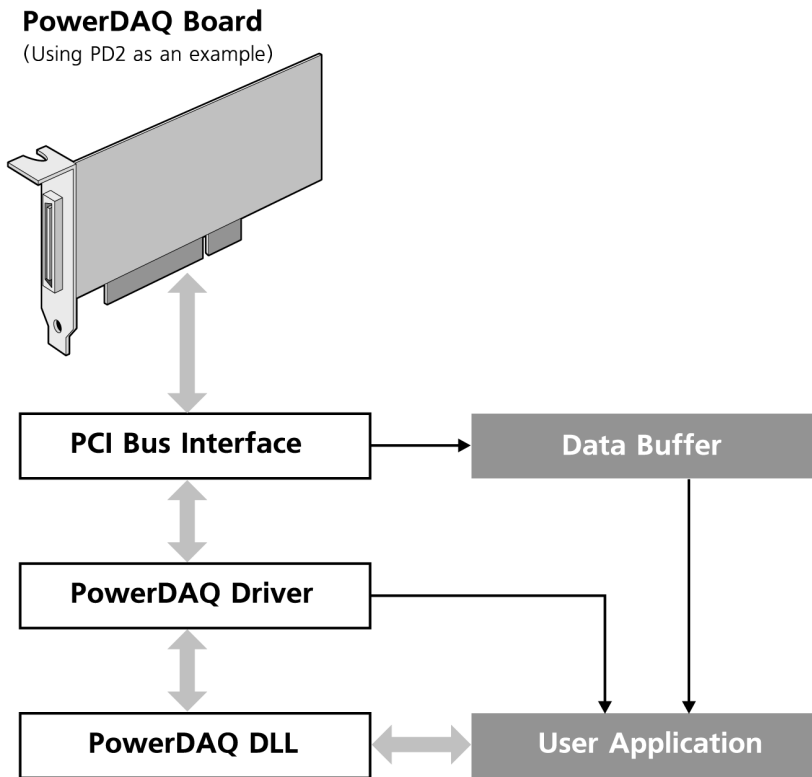 PowerDAQ Board
(Using PD2 as an example)
PCI Bus Interface
Data Buffer
PowerDAQ Driver
PowerDAQ DLL
User Application